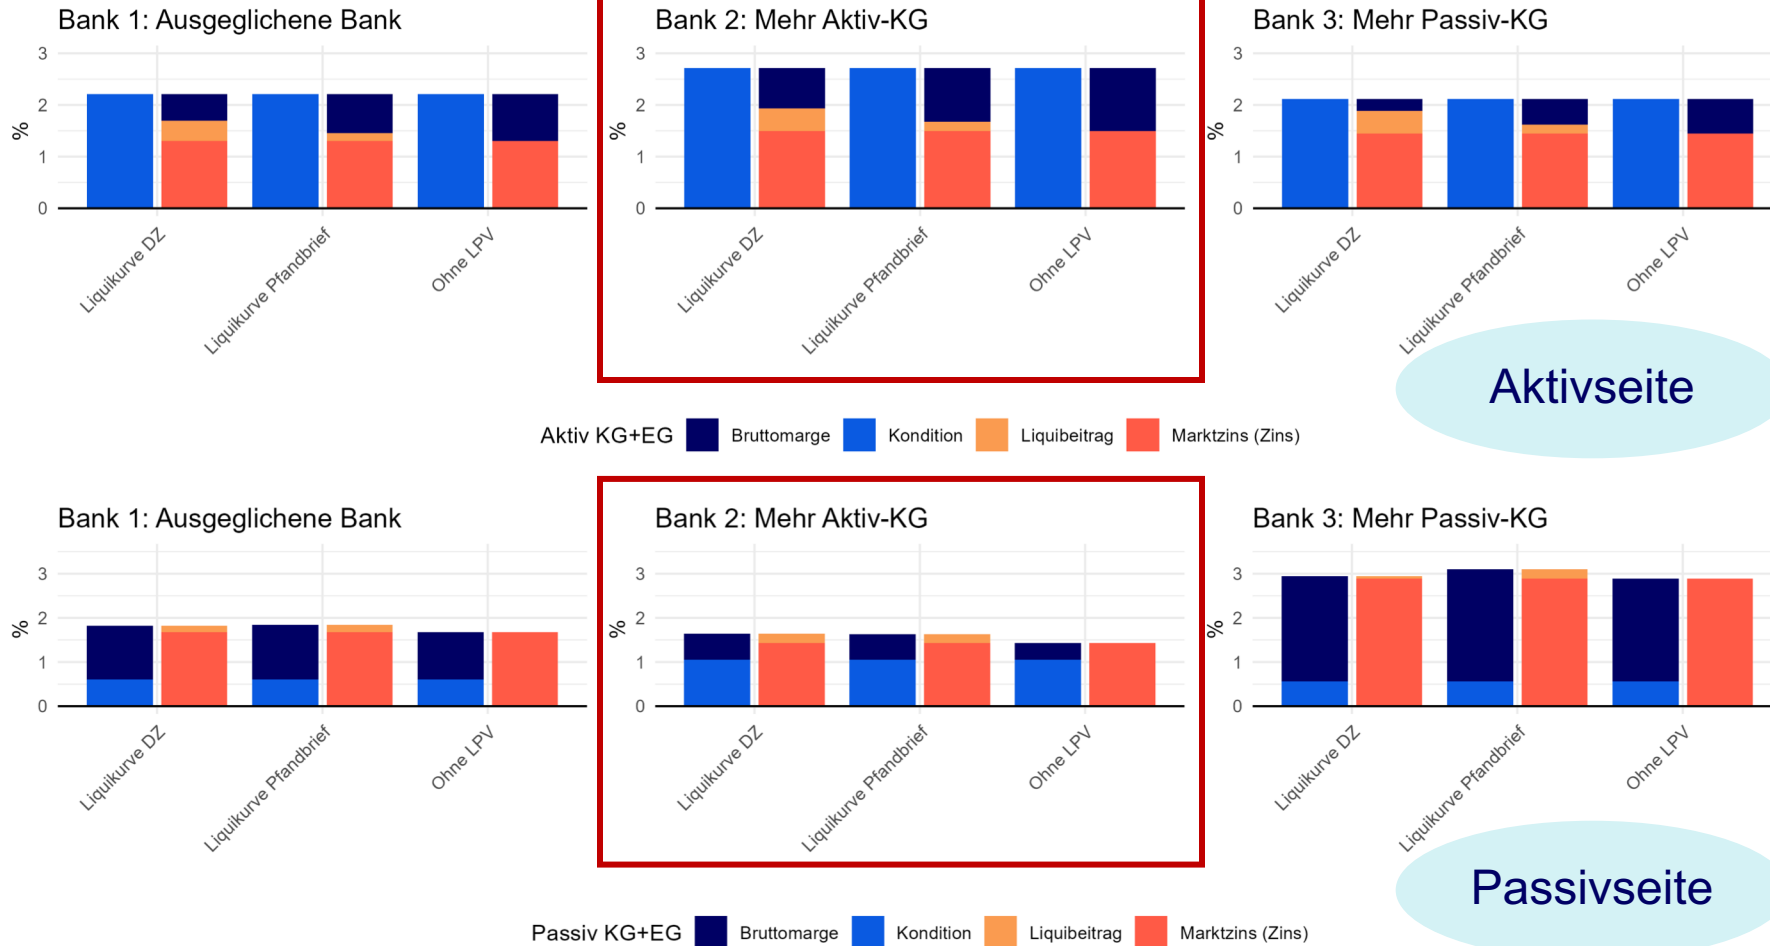 Bank 1: Ausgeglichene Bank
3
2
1
0
%
Liquikurve DZ
Liquikurve Pfandbrief
Ohne LPV
Bank 2: Mehr Aktiv-KG
3
2
1
0
%
Liquikurve DZ
Liquikurve Pfandbrief
Ohne LPV
Bank 3: Mehr Passiv-KG
3
2
1
0
%
Liquikurve DZ
Liquikurve Pfandbrief
Ohne LPV
Aktivseite
Aktiv KG+EG Bruttomarge Kondition Liquibeitrag Marktzins (Zins)
Bank 1: Ausgeglichene Bank
3
2
1
0
%
Liquikurve DZ
Liquikurve Pfandbrief
Ohne LPV
Bank 2: Mehr Aktiv-KG
3
2
1
0
%
Liquikurve DZ
Liquikurve Pfandbrief
Ohne LPV
Bank 3: Mehr Passiv-KG
3
2
1
0
%
Liquikurve DZ
Liquikurve Pfandbrief
Ohne LPV
Passivseite
Passiv KG+EG Bruttomarge Kondition Liquibeitrag Marktzins (Zins)